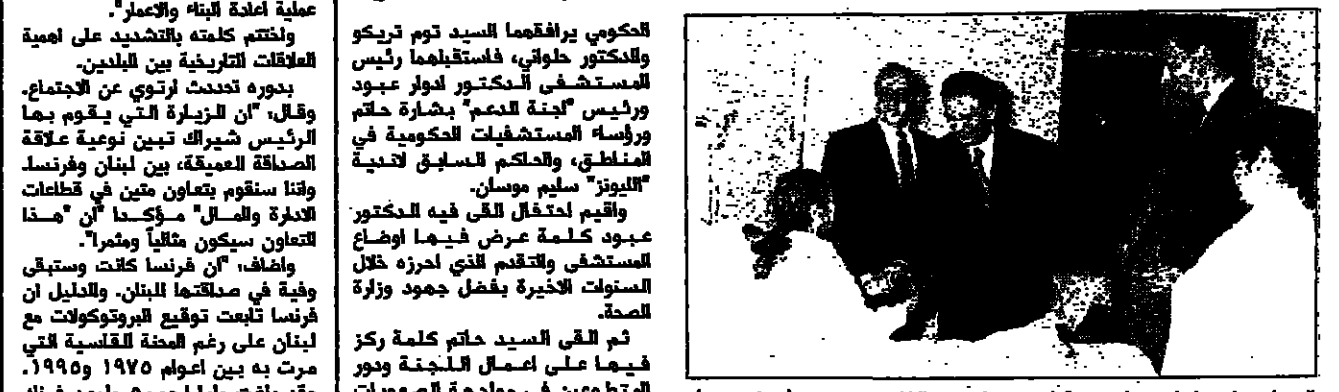 الحكومي يرافقهما السيد توم تريكو
والدكتور حلواني، فاستقبلهما رئيس
المستشفى الدكتور ادوار عبود
ورئيس "لجنة الدعم" بشارة حاتم
ورؤساء المستشفيات الحكومية في
المناطق، والحاكم السابق لاندية
"الليونز" سليم موسان.
واقيم احتفال القى فيه الدكتور
عبود كلمة عرض فيها اوضاع
المستشفى والتقدم الذي احرزه خلال
السنوات الاخيرة بفضل جهود وزارة
الصحة.
ثم القى السيد حاتم كلمة ركز
فيها على اعمال اللجنة ودور
المتطوعين في مواجهة الصعوبات
عملية اعادة البناء والاعمار".
واختتم كلمته بالتشديد على اهمية
العلاقات التاريخية بين البلدين.
بدوره تحدث ارتوي عن الاجتماع.
وقال، "ان الزيارة التي يقوم بها
الرئيس شيراك تبين نوعية علاقة
الصداقة العميقة، بين لبنان وفرنسا.
واننا سنقوم بتعاون متين في قطاعات
الادارة والمال" مؤكدا "ان "هذا
التعاون سيكون مثالياً ومثمرا".
واضاف، "ان فرنسا كانت وستبقى
وفية في صداقتها للبنان. والدليل ان
فرنسا تابعت توقيع البروتوكولات مع
لبنان على رغم المحنة القاسية التي
مرت به بين اعوام ١٩٧٥ و١٩٩٥.